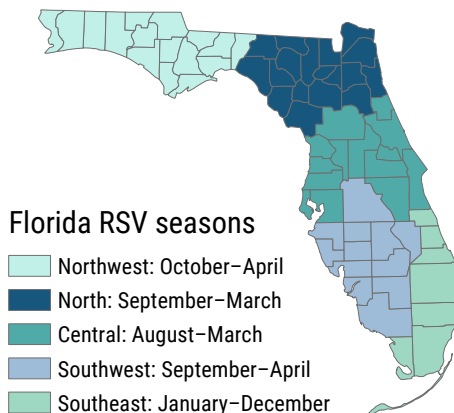 Florida RSV seasons
Northwest: October–April
North: September–March
Central: August–March
Southwest: September–April
Southeast: January–December